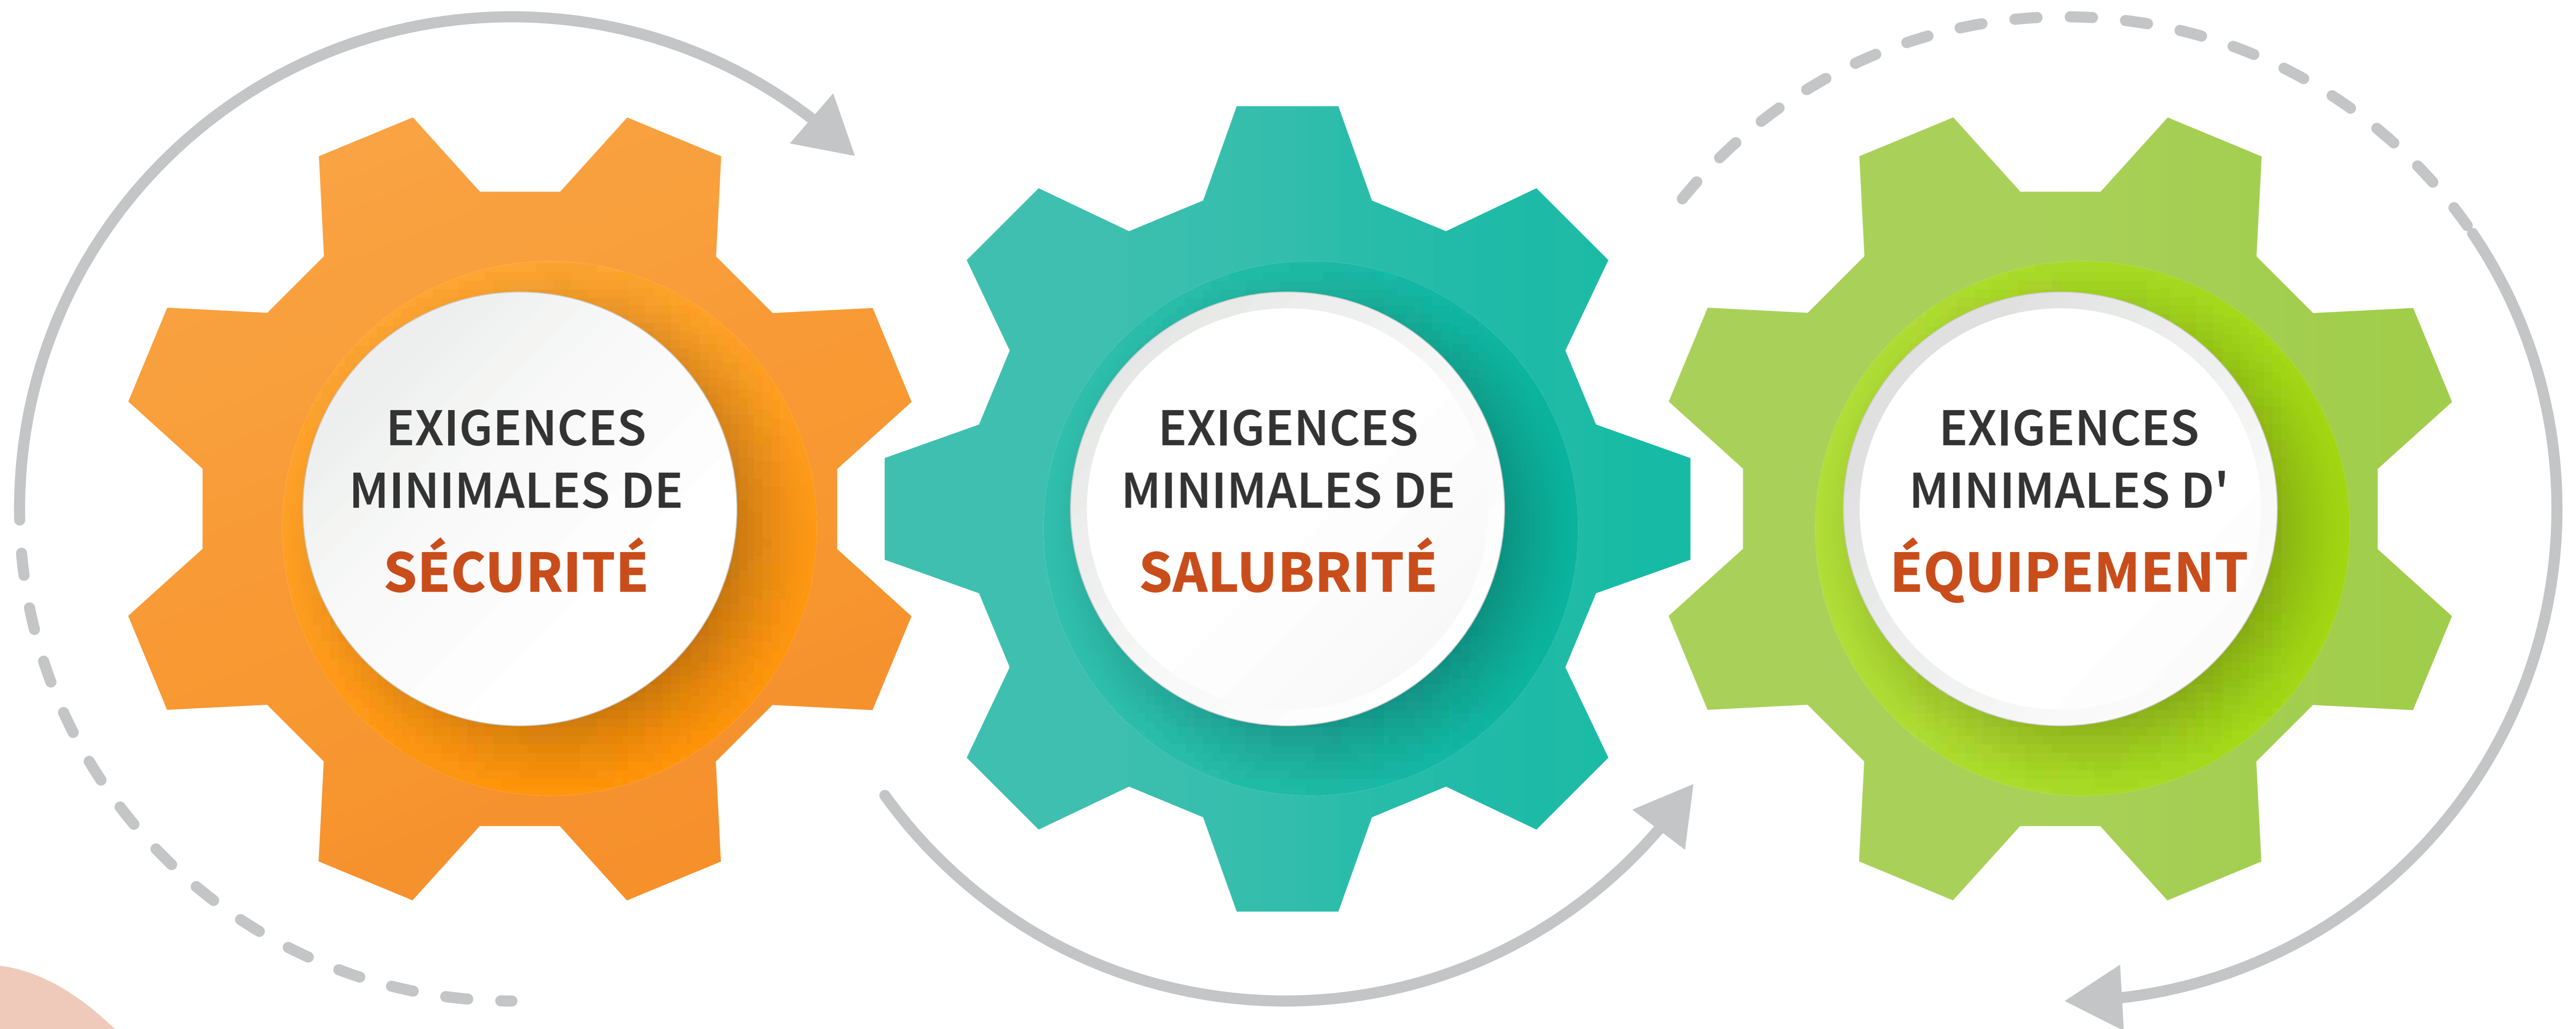 EXIGENCES
MINIMALES DE
SÉCURITÉ
EXIGENCES
MINIMALES DE
SALUBRITÉ
EXIGENCES
MINIMALES D'
ÉQUIPEMENT